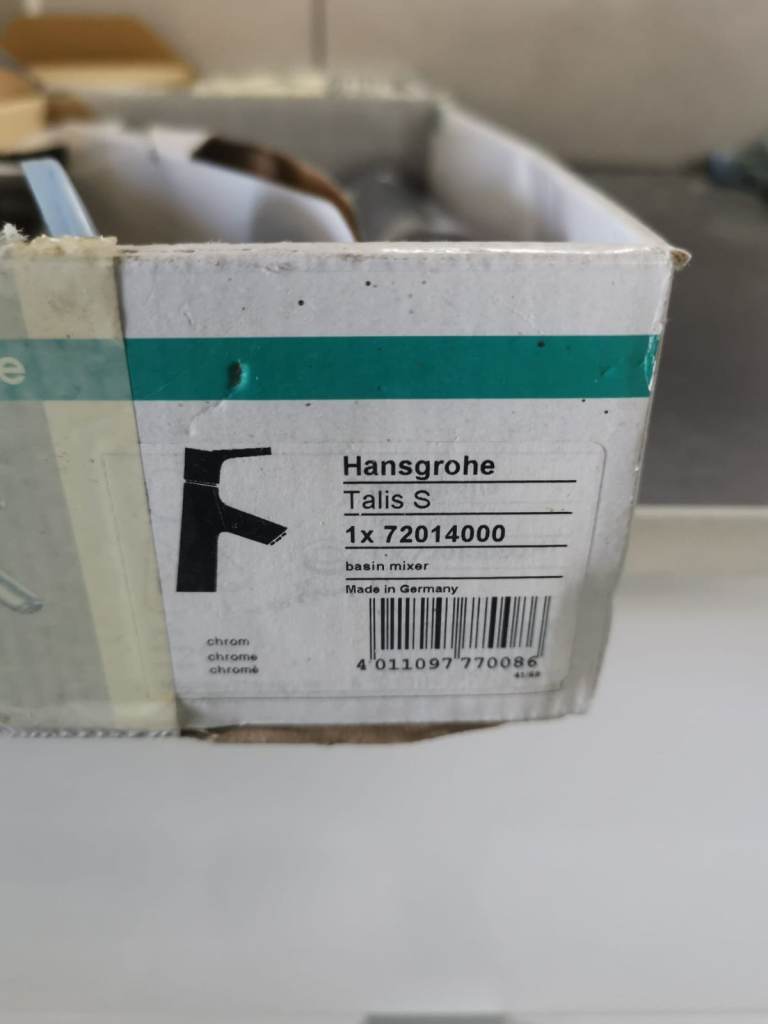 e
Hansgrohe
Talis S
1x 72014000
basin mixer
Made in Germany
chrom
chrome
chromé
4 011097 770086